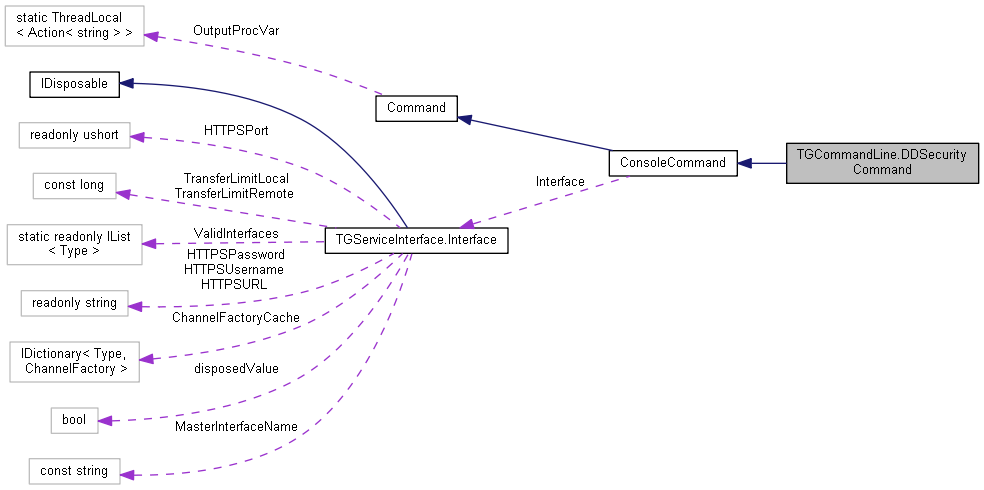 static ThreadLocal
< Action< string > >
OutputProcVar
IDisposable
Command
readonly ushort
HTTPSPort
ConsoleCommand
TGCommandLine.DDSecurity
Command
const long
TransferLimitLocal
TransferLimitRemote
Interface
static readonly IList
< Type >
ValidInterfaces
TGServiceInterface.Interface
HTTPSPassword
HTTPSUsername
HTTPSURL
readonly string
ChannelFactoryCache
IDictionary< Type,
ChannelFactory >
disposedValue
bool
MasterInterfaceName
const string